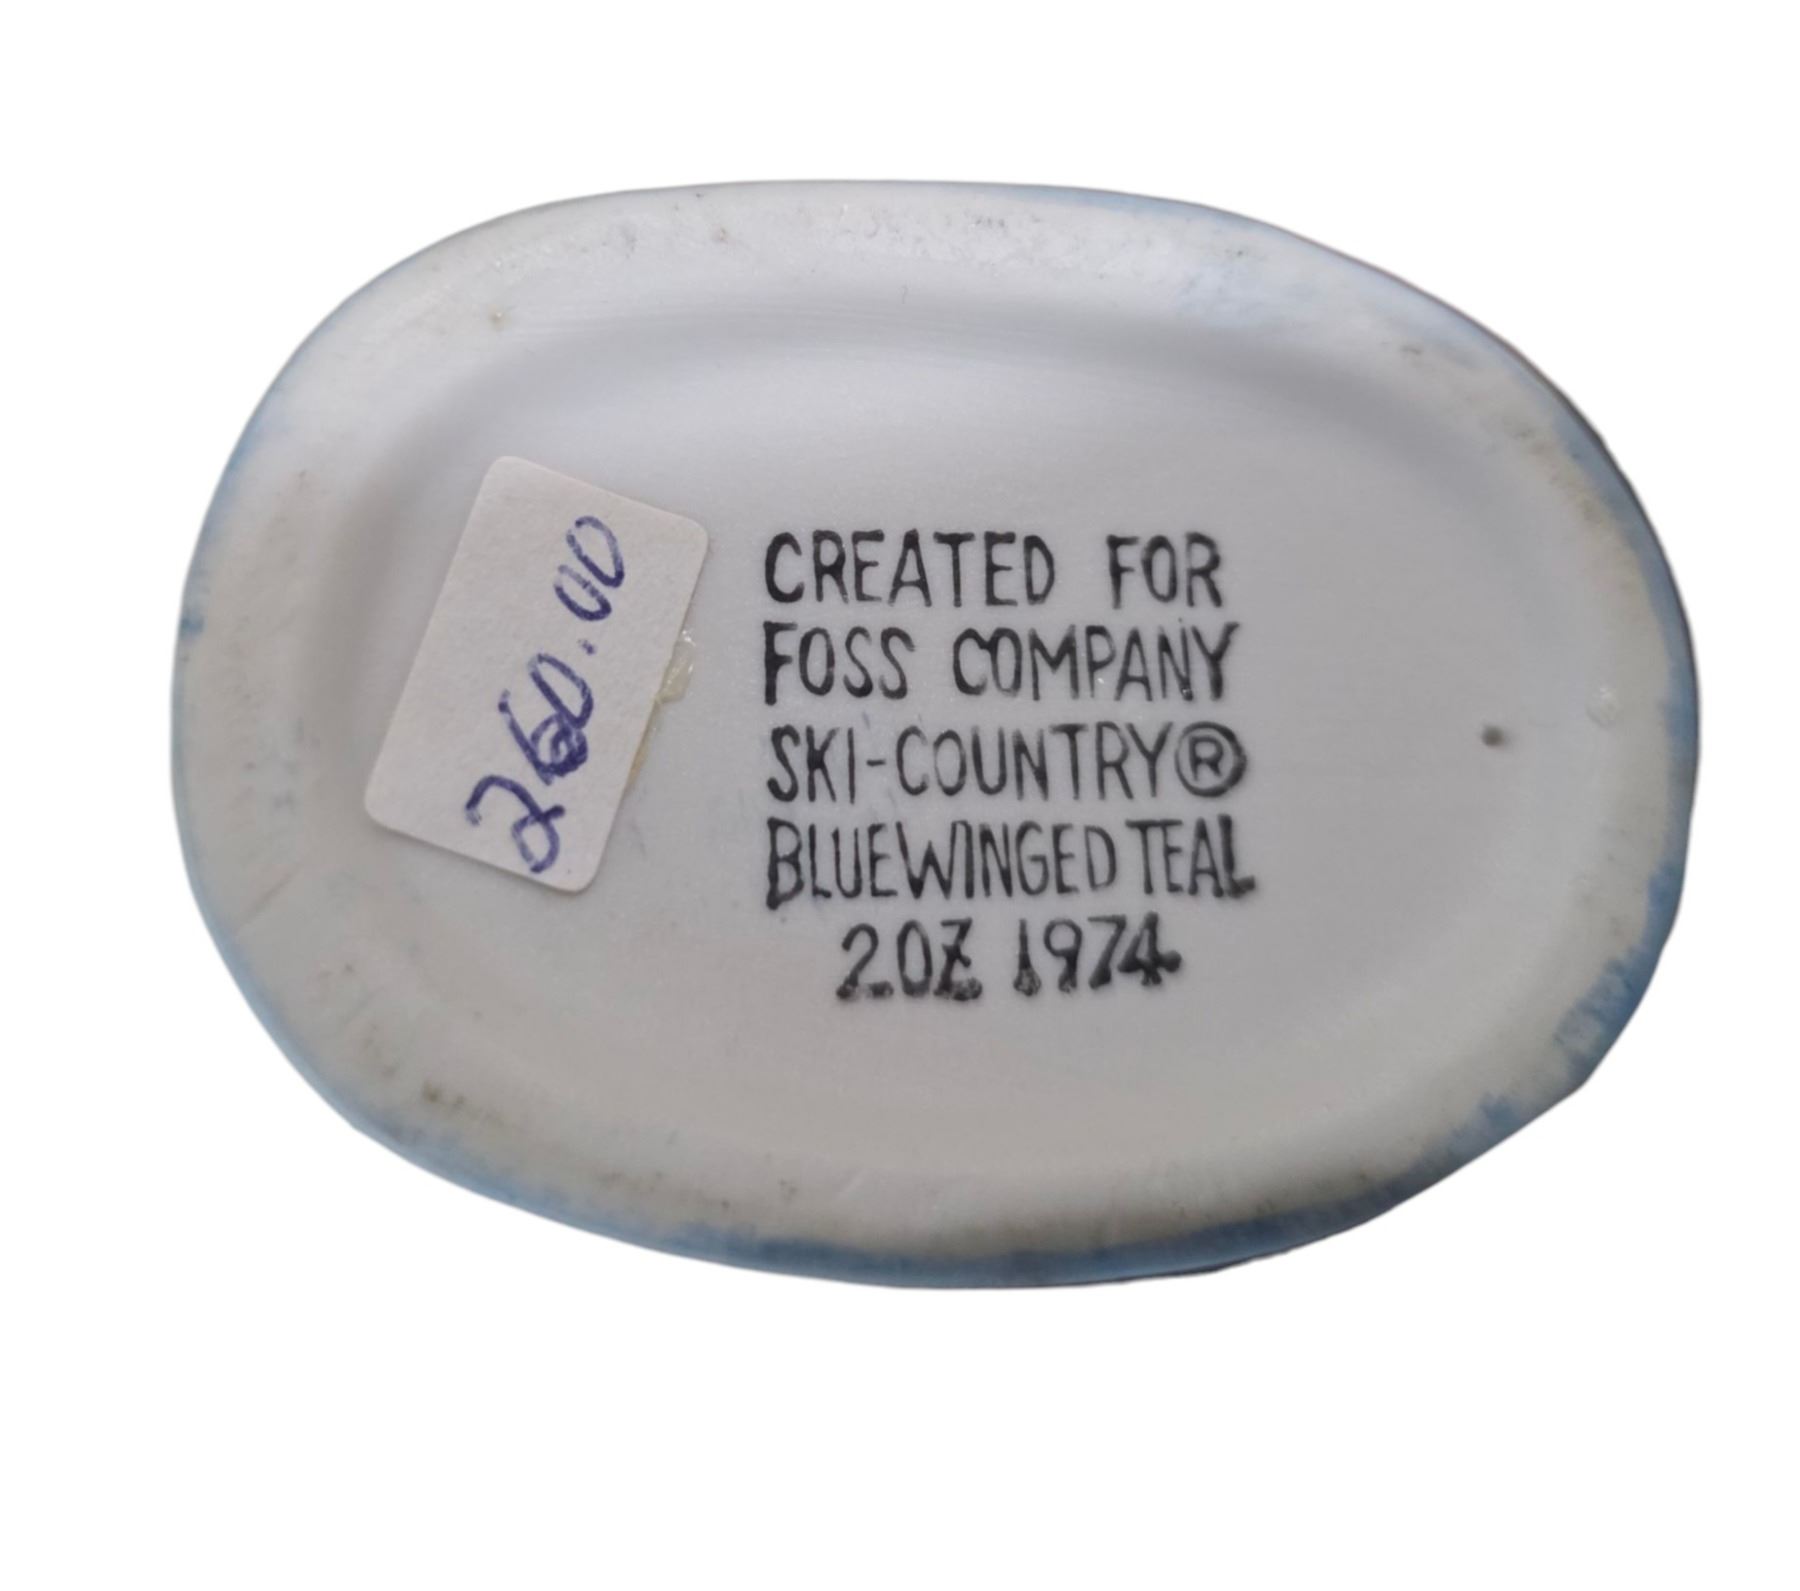 260.00
CREATED FOR
FOSS COMPANY
SKI-COUNTRY®
BLUEWINGED TEAL
2OZ 1974